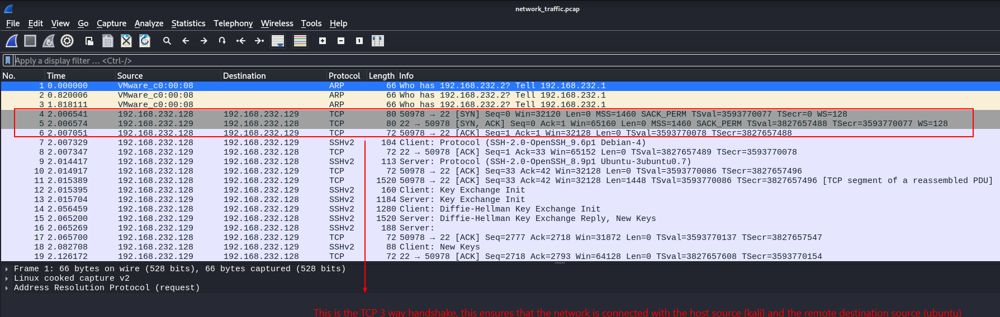 network_traffic.pcap
File Edit View Go Capture Analyze Statistics Telephony Wireless Tools Help
Apply a display filter … <Ctrl-/>
No. Time Source Destination Protocol Length Info
1 0.000000 VMware_c0:00:08 ARP 66 Who has 192.168.232.2? Tell 192.168.232.1
2 0.820006 VMware_c0:00:08 ARP 66 Who has 192.168.232.2? Tell 192.168.232.1
3 1.818111 VMware_c0:00:08 ARP 66 Who has 192.168.232.2? Tell 192.168.232.1
4 2.006541 192.168.232.128 192.168.232.129 TCP 80 50978 → 22 [SYN] Seq=0 Win=32120 Len=0 MSS=1460 SACK_PERM TSval=3593770077 TSecr=0 WS=128
5 2.006574 192.168.232.129 192.168.232.128 TCP 80 22 → 50978 [SYN, ACK] Seq=0 Ack=1 Win=65160 Len=0 MSS=1460 SACK_PERM TSval=3827657488 TSecr=3593770077 WS=128
6 2.007051 192.168.232.128 192.168.232.129 TCP 72 50978 → 22 [ACK] Seq=1 Ack=1 Win=32128 Len=0 TSval=3593770078 TSecr=3827657488
7 2.007329 192.168.232.128 192.168.232.129 SSHv2 104 Client: Protocol (SSH-2.0-OpenSSH_9.6p1 Debian-4)
8 2.007347 192.168.232.129 192.168.232.128 TCP 72 22 → 50978 [ACK] Seq=1 Ack=33 Win=65152 Len=0 TSval=3827657489 TSecr=3593770078
9 2.014417 192.168.232.129 192.168.232.128 SSHv2 113 Server: Protocol (SSH-2.0-OpenSSH_8.9p1 Ubuntu-3ubuntu0.7)
10 2.014917 192.168.232.128 192.168.232.129 TCP 72 50978 → 22 [ACK] Seq=33 Ack=42 Win=32128 Len=0 TSval=3593770086 TSecr=3827657496
11 2.015389 192.168.232.128 192.168.232.129 TCP 1520 50978 → 22 [ACK] Seq=33 Ack=42 Win=32128 Len=1448 TSval=3593770086 TSecr=3827657496 [TCP segment of a reassembled PDU]
12 2.015395 192.168.232.128 192.168.232.129 SSHv2 160 Client: Key Exchange Init
13 2.015704 192.168.232.129 192.168.232.128 SSHv2 1184 Server: Key Exchange Init
14 2.056459 192.168.232.128 192.168.232.129 SSHv2 1280 Client: Diffie-Hellman Key Exchange Init
15 2.065200 192.168.232.129 192.168.232.128 SSHv2 1520 Server: Diffie-Hellman Key Exchange Reply, New Keys
16 2.065269 192.168.232.129 192.168.232.128 SSHv2 188 Server:
17 2.065700 192.168.232.128 192.168.232.129 TCP 72 50978 → 22 [ACK] Seq=2777 Ack=2718 Win=31872 Len=0 TSval=3593770137 TSecr=3827657547
18 2.082708 192.168.232.128 192.168.232.129 SSHv2 88 Client: New Keys
19 2.126172 192.168.232.129 192.168.232.128 TCP 72 22 → 50978 [ACK] Seq=2718 Ack=2793 Win=64128 Len=0 TSval=3827657608 TSecr=3593770154
Frame 1: 66 bytes on wire (528 bits), 66 bytes captured (528 bits)
Linux cooked capture v2
Address Resolution Protocol (request)
This is the TCP 3 way handshake, this ensures that the network is connected with the host source (kali) and the remote destination source (ubuntu)